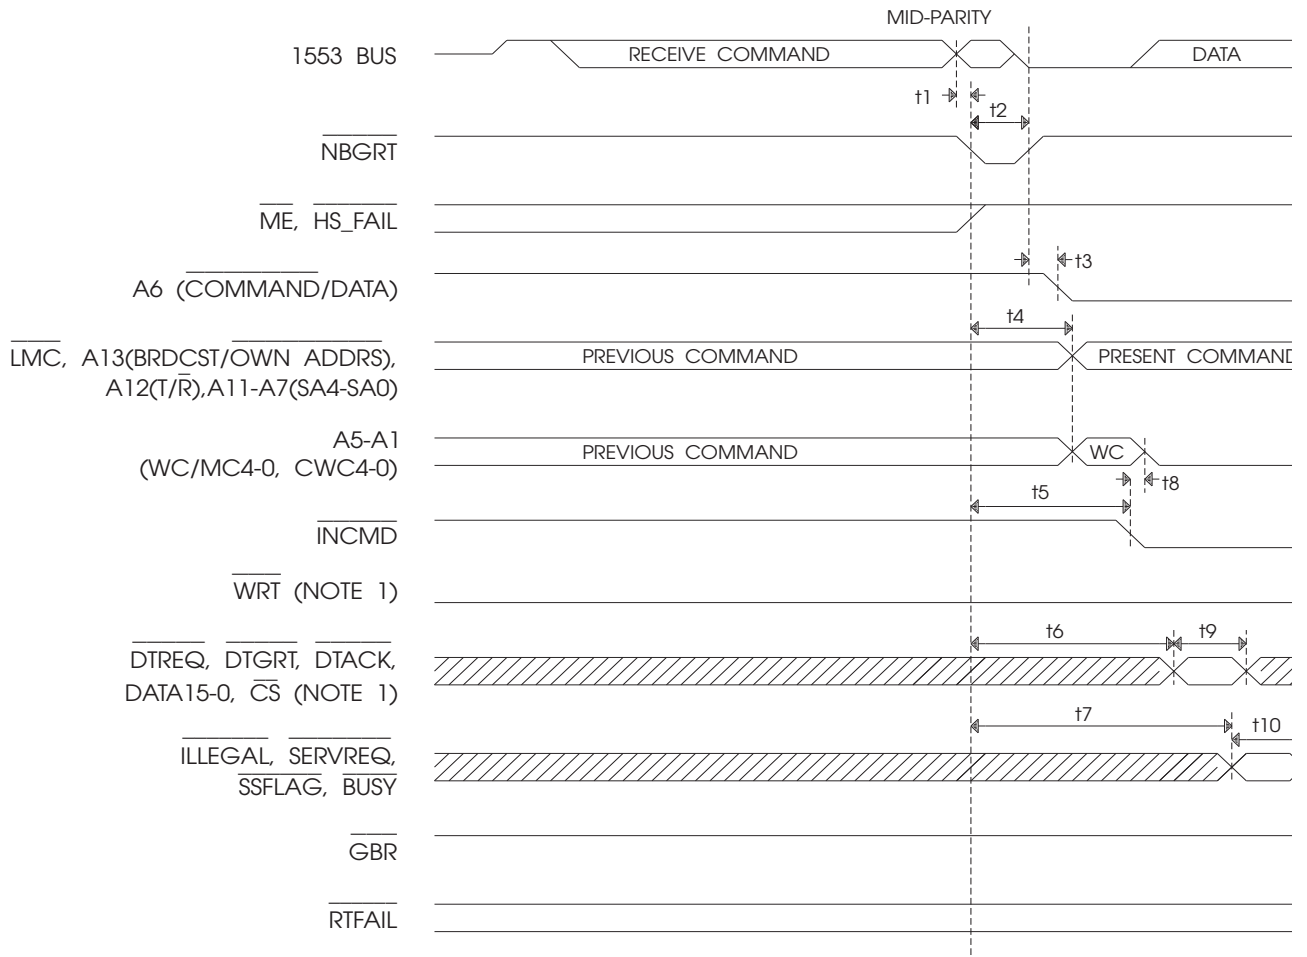 MID-PARITY
1553 BUS
RECEIVE COMMAND
DATA
t1
t2
NBGRT
ME, HS_FAIL
t3
A6 (COMMAND/DATA)
t4
LMC, A13(BRDCST/OWN ADDRS),
A12(T/R),A11-A7(SA4-SA0)
PREVIOUS COMMAND
PRESENT COMMAND
A5-A1
(WC/MC4-0, CWC4-0)
PREVIOUS COMMAND
WC
t8
t5
INCMD
WRT (NOTE 1)
t6
t9
DTREQ, DTGRT, DTACK,
DATA15-0, CS (NOTE 1)
t7
t10
ILLEGAL, SERVREQ,
SSFLAG, BUSY
GBR
RTFAIL